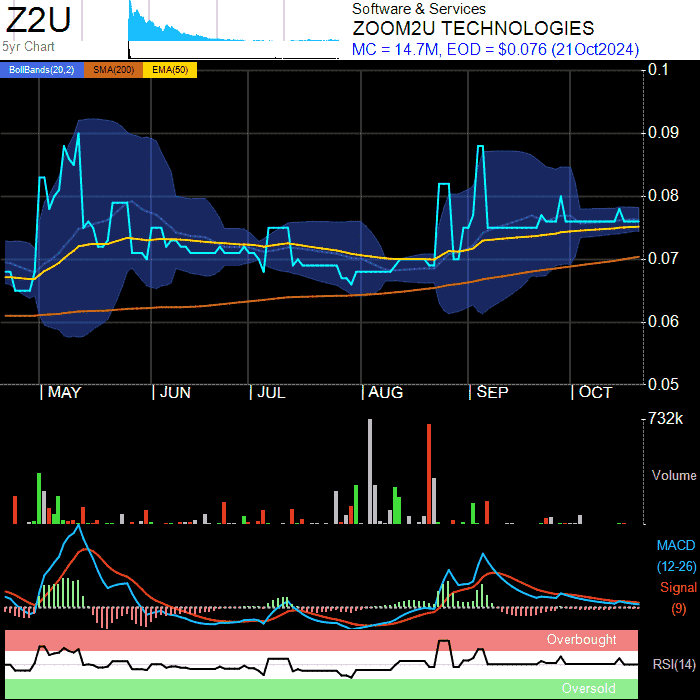 Z2U
5yr Chart
Software & Services
ZOOM2U TECHNOLOGIES
MC = 14.7M, EOD = $0.076 (21Oct2024)
BollBands(20,2) SMA(200) EMA(50)
0.1
0.09
0.08
0.07
0.06
0.05
MAY JUN JUL AUG SEP OCT
732k
Volume
MACD
(12-26)
Signal
(9)
Overbought
RSI(14)
Oversold